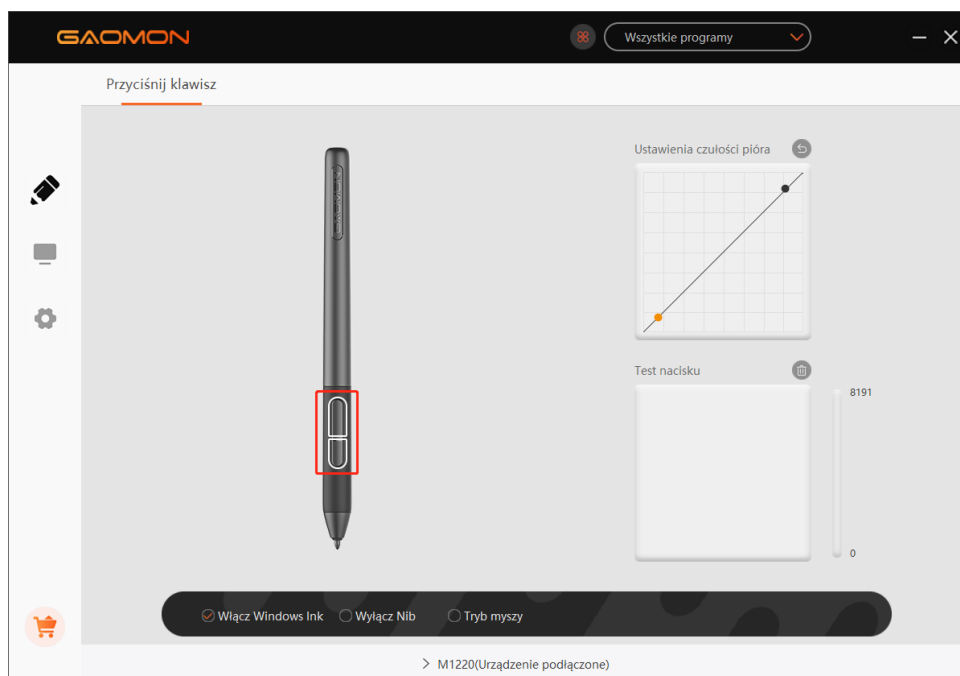 GAOMON
Wszystkie programy
Przyciśnij klawisz
Ustawienia czułości pióra
Test nacisku
8191
0
GAOMON
Włącz Windows Ink
Wyłącz Nib
Tryb myszy
M1220(Urządzenie podłączone)